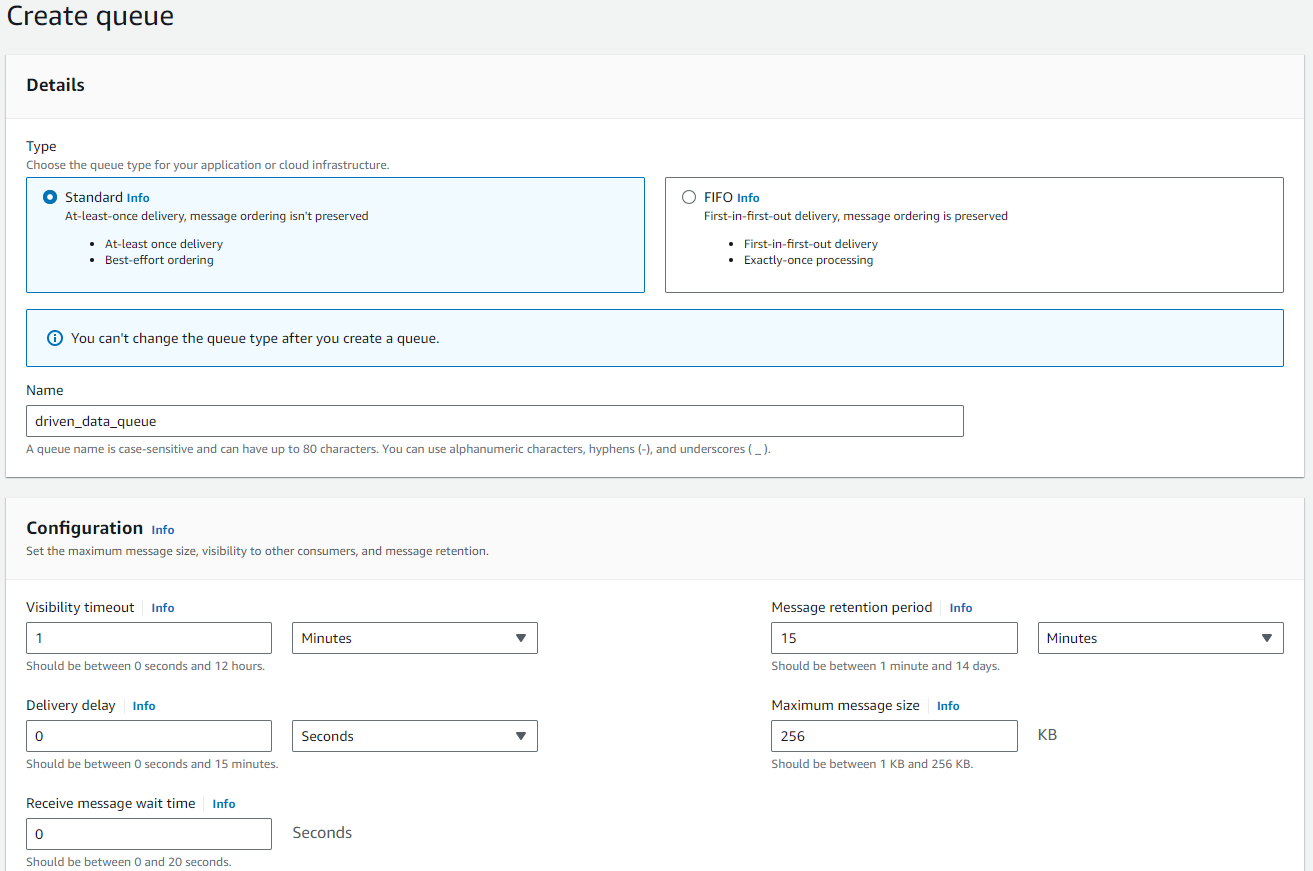 Create queue
Details
Type
Choose the queue type for your application or cloud infrastructure.
Standard Info
At-least-once delivery, message ordering isn't preserved
• At-least once delivery
• Best-effort ordering
FIFO Info
First-in-first-out delivery, message ordering is preserved
• First-in-first-out delivery
• Exactly-once processing
You can't change the queue type after you create a queue.
Name
driven_data_queue
A queue name is case-sensitive and can have up to 80 characters. You can use alphanumeric characters, hyphens (-), and underscores ( _ ).
Configuration Info
Set the maximum message size, visibility to other consumers, and message retention.
Visibility timeout Info
1 Minutes
Should be between 0 seconds and 12 hours.
Message retention period Info
15 Minutes
Should be between 1 minute and 14 days.
Delivery delay Info
0 Seconds
Should be between 0 seconds and 15 minutes.
Maximum message size Info
256 KB
Should be between 1 KB and 256 KB.
Receive message wait time Info
0 Seconds
Should be between 0 and 20 seconds.